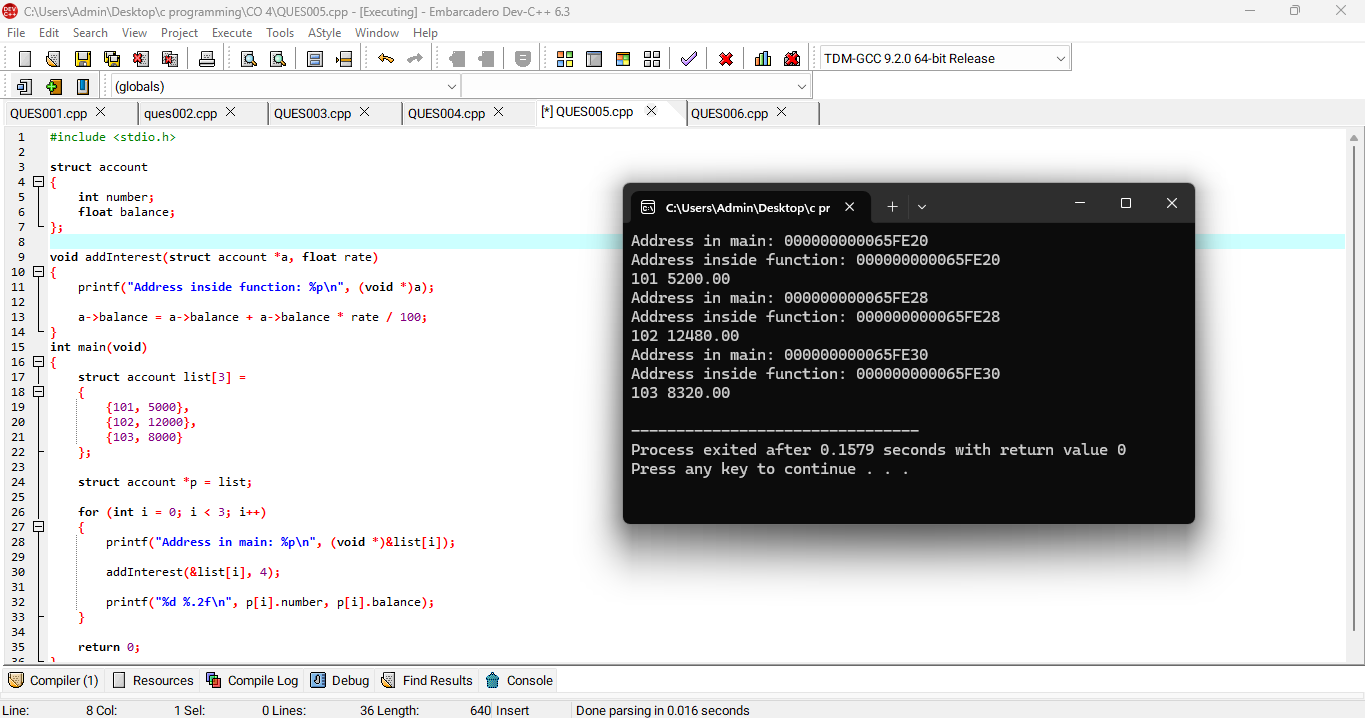 C:\Users\Admin\Desktop\c programming\CO 4\QUES005.cpp - [Executing] - Embarcadero Dev-C++ 6.3
File Edit Search View Project Execute Tools AStyle Window Help
TDM-GCC 9.2.0 64-bit Release
(globals)
QUES001.cpp ques002.cpp QUES003.cpp QUES004.cpp [*] QUES005.cpp QUES006.cpp
1 #include <stdio.h>
2
3 struct account
4 {
5 int number;
6 float balance;
7 };
8
9 void addInterest(struct account *a, float rate)
10 {
11 printf("Address inside function: %p\n", (void *)a);
12
13 a->balance = a->balance + a->balance * rate / 100;
14 }
15 int main(void)
16 {
17 struct account list[3] =
18 {
19 {101, 5000},
20 {102, 12000},
21 {103, 8000}
22 };
23
24 struct account *p = list;
25
26 for (int i = 0; i < 3; i++)
27 {
28 printf("Address in main: %p\n", (void *)&list[i]);
29
30 addInterest(&list[i], 4);
31
32 printf("%d %.2f\n", p[i].number, p[i].balance);
33 }
34
35 return 0;
36 }
C:\Users\Admin\Desktop\c pr
Address in main: 000000000065FE20
Address inside function: 000000000065FE20
101 5200.00
Address in main: 000000000065FE28
Address inside function: 000000000065FE28
102 12480.00
Address in main: 000000000065FE30
Address inside function: 000000000065FE30
103 8320.00
--------------------------------
Process exited after 0.1579 seconds with return value 0
Press any key to continue . . .
Compiler (1) Resources Compile Log Debug Find Results Console
Line: 8 Col: 1 Sel: 0 Lines: 36 Length: 640 Insert Done parsing in 0.016 seconds